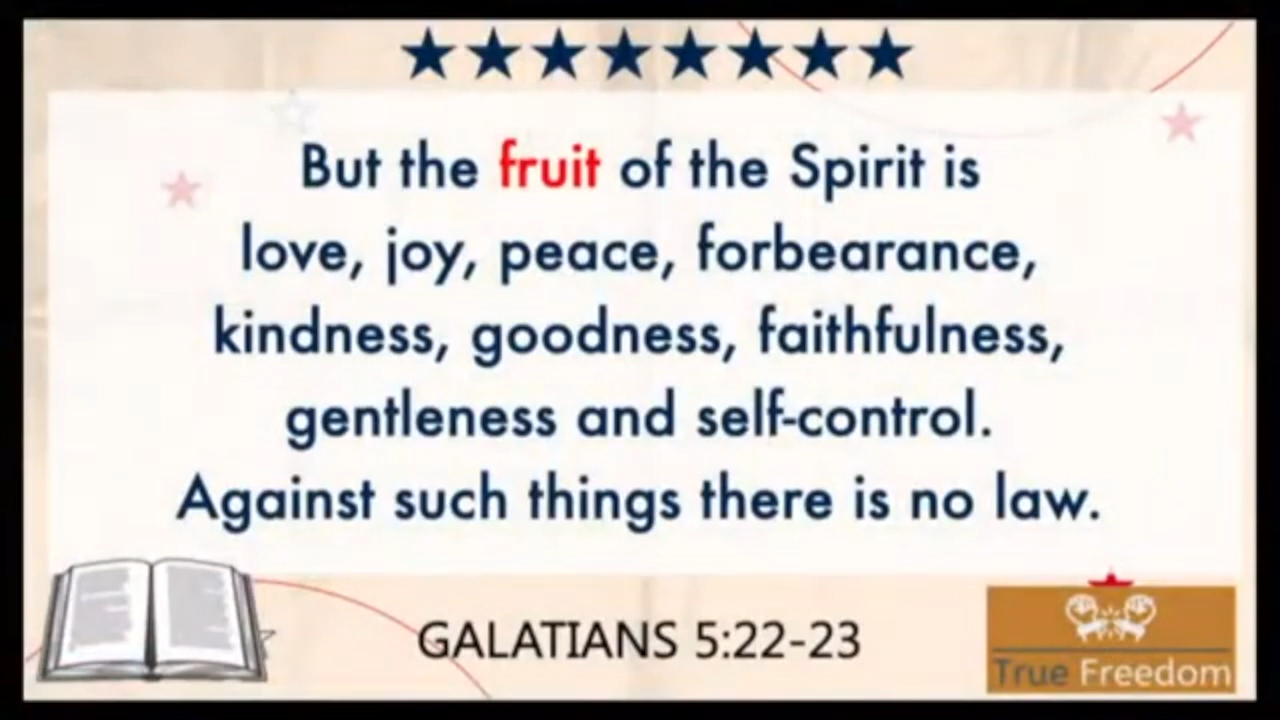 But the fruit of the Spirit is
love, joy, peace, forbearance,
kindness, goodness, faithfulness,
gentleness and self-control.
Against such things there is no law.
GALATIANS 5:22-23
True Freedom